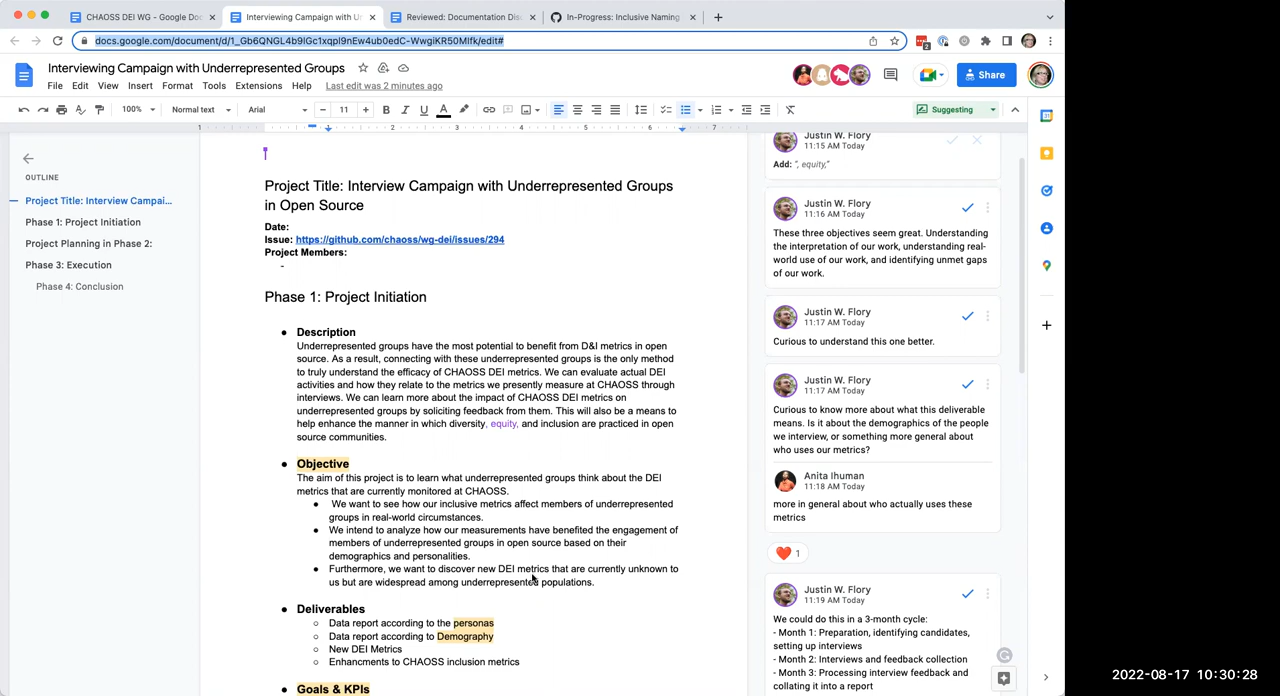 CHAOSS DEI WG - Google Doc
Interviewing Campaign with Un
Reviewed: Documentation Dis
In-Progress: Inclusive Naming
docs.google.com/document/d/1_Gb6QNGL4b9lGc1xqpl9nEw4ub0edC-WwgiKR50MIfk/edit#
2
Interviewing Campaign with Underrepresented Groups
File Edit View Insert Format Tools Extensions Help Last edit was 2 minutes ago
Share
100% Normal text Arial 11
Suggesting
1 1 2 3 4 5 6 7
OUTLINE
Project Title: Interview Campai...
Phase 1: Project Initiation
Project Planning in Phase 2:
Phase 3: Execution
Phase 4: Conclusion
Project Title: Interview Campaign with Underrepresented Groups
in Open Source
Date:
Issue: https://github.com/chaoss/wg-dei/issues/294
Project Members:
-
Phase 1: Project Initiation
● Description
Underrepresented groups have the most potential to benefit from D&I metrics in open
source. As a result, connecting with these underrepresented groups is the only method
to truly understand the efficacy of CHAOSS DEI metrics. We can evaluate actual DEI
activities and how they relate to the metrics we presently measure at CHAOSS through
interviews. We can learn more about the impact of CHAOSS DEI metrics on
underrepresented groups by soliciting feedback from them. This will also be a means to
help enhance the manner in which diversity, equity, and inclusion are practiced in open
source communities.
● Objective
The aim of this project is to learn what underrepresented groups think about the DEI
metrics that are currently monitored at CHAOSS.
● We want to see how our inclusive metrics affect members of underrepresented
groups in real-world circumstances.
● We intend to analyze how our measurements have benefited the engagement of
members of underrepresented groups in open source based on their
demographics and personalities.
● Furthermore, we want to discover new DEI metrics that are currently unknown to
us but are widespread among underrepresented populations.
● Deliverables
○ Data report according to the personas
○ Data report according to Demography
○ New DEI Metrics
○ Enhancments to CHAOSS inclusion metrics
● Goals & KPIs
Justin W. Flory
11:15 AM Today
Add: ", equity,"
Justin W. Flory
11:16 AM Today
These three objectives seem great. Understanding
the interpretation of our work, understanding real-
world use of our work, and identifying unmet gaps
of our work.
Justin W. Flory
11:17 AM Today
Curious to understand this one better.
Justin W. Flory
11:17 AM Today
Curious to know more about what this deliverable
means. Is it about the demographics of the people
we interview, or something more general about
who uses our metrics?
Anita Ihuman
11:18 AM Today
more in general about who actually uses these
metrics
1
Justin W. Flory
11:19 AM Today
We could do this in a 3-month cycle:
- Month 1: Preparation, identifying candidates,
setting up interviews
- Month 2: Interviews and feedback collection
- Month 3: Processing interview feedback and
collating it into a report
2022-08-17 10:30:28